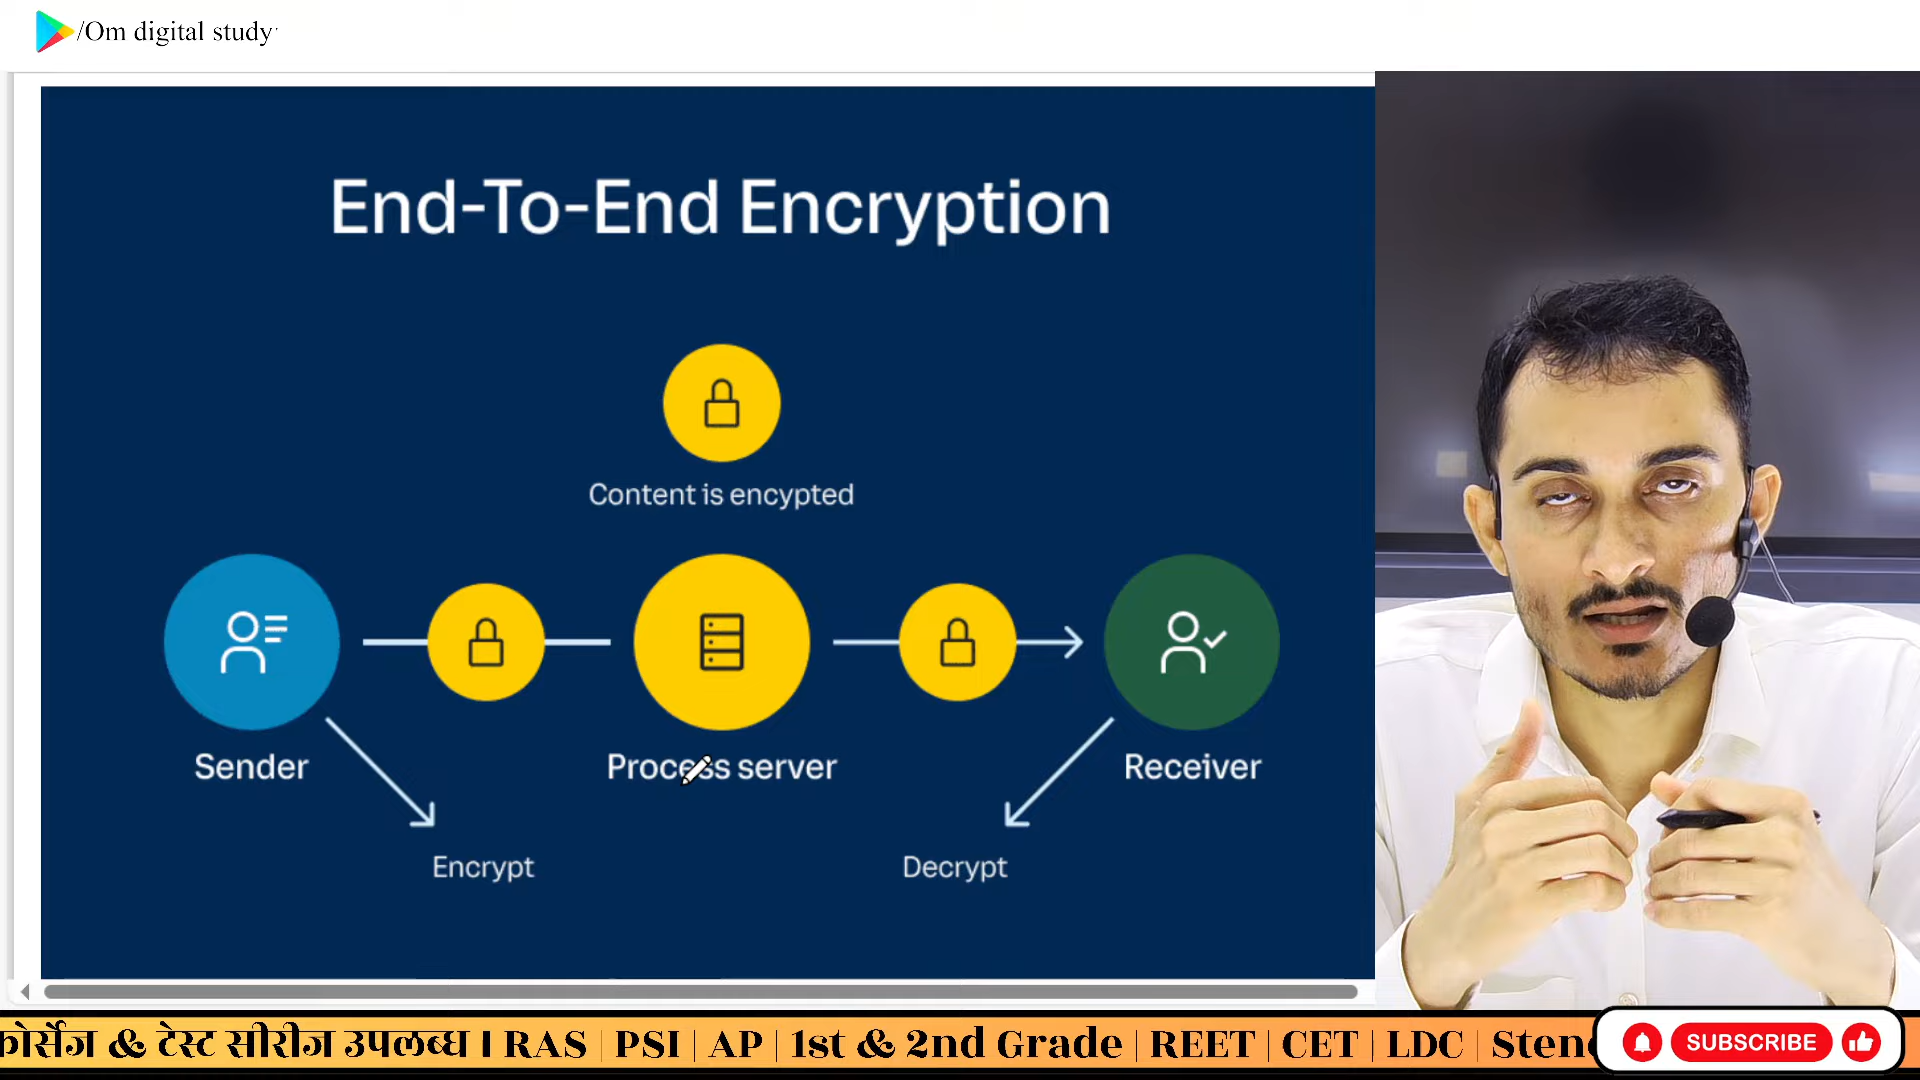 /Om digital study
End-To-End Encryption
Content is encypted
Sender
Process server
Receiver
Encrypt
Decrypt
कोर्सेज & टेस्ट सीरीज उपलब्ध । RAS | PSI | AP | 1st & 2nd Grade | REET | CET | LDC | Sten
SUBSCRIBE